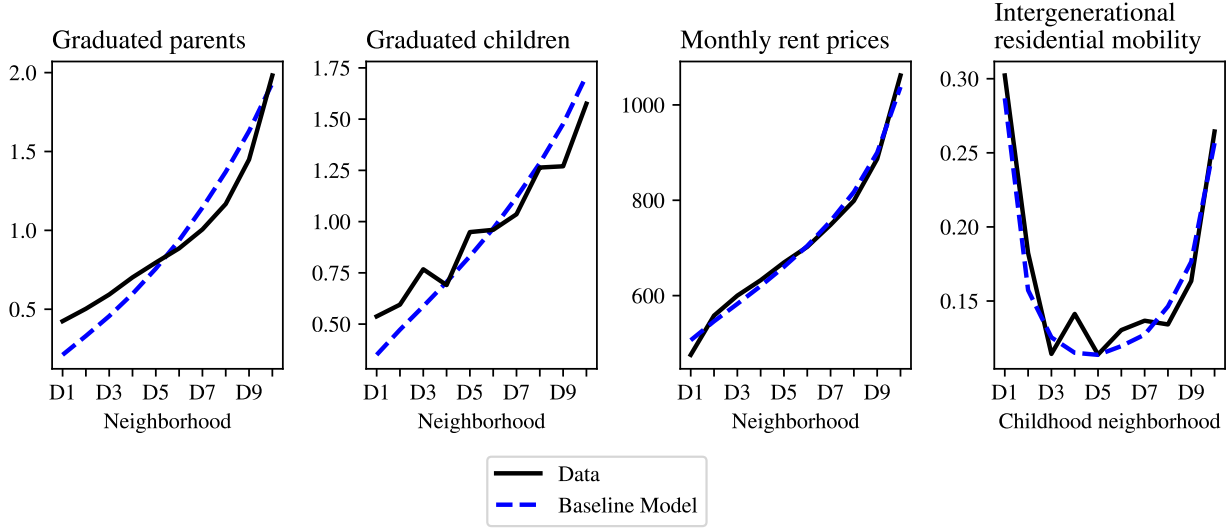 Graduated parents
2.0
1.5
1.0
0.5
D1 D3 D5 D7 D9
Neighborhood
Graduated children
1.75
1.50
1.25
1.00
0.75
0.50
D1 D3 D5 D7 D9
Neighborhood
Monthly rent prices
1000
800
600
D1 D3 D5 D7 D9
Neighborhood
Intergenerational
residential mobility
0.30
0.25
0.20
0.15
D1 D3 D5 D7 D9
Childhood neighborhood
Data
Baseline Model